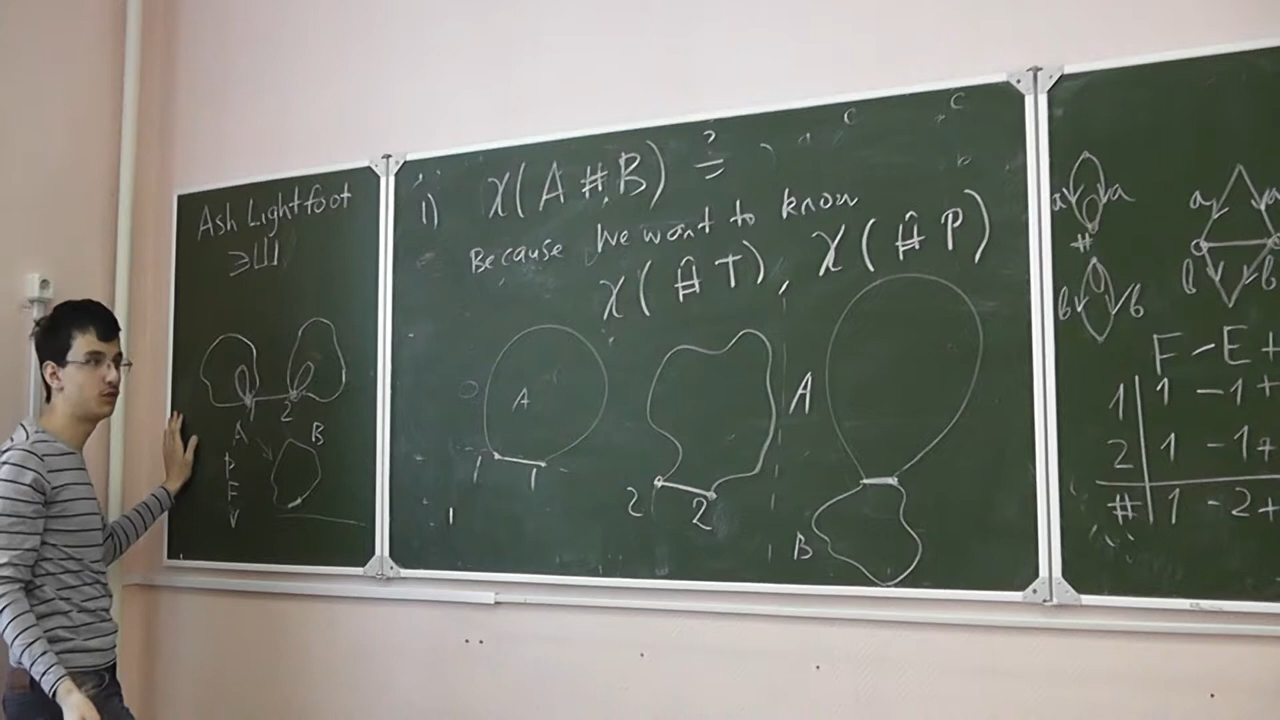 Ash Lightfoot
ЭШ
1 2
A B
P
F
V
1) χ(A # B) ?=
Because We want to know
χ(# T), χ(# P)
A
1 1
2 2
A
B
a a
#
b b
a a
b b
F - E +
1 | 1 - 1 +
2 | 1 - 1 +
# | 1 - 2 +